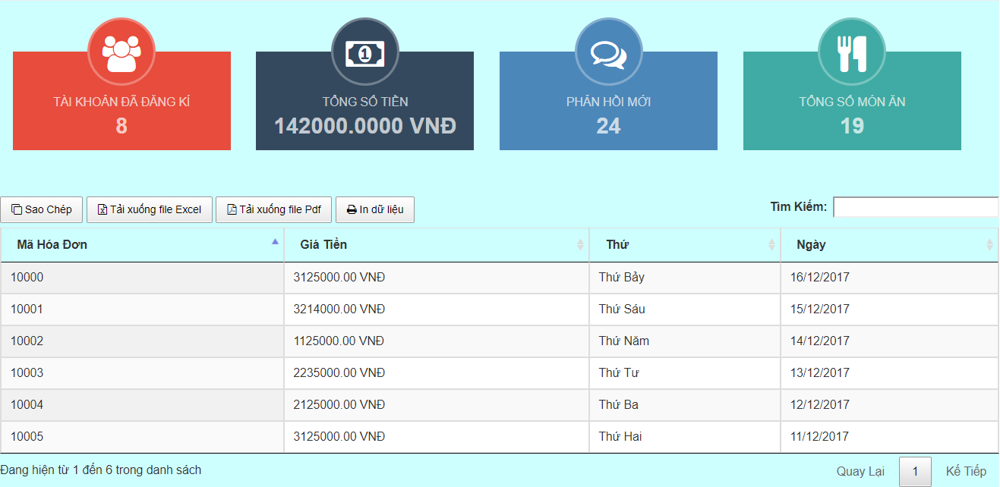 TÀI KHOẢN ĐÃ ĐĂNG KÍ
8
TỔNG SỐ TIỀN
142000.0000 VNĐ
PHẢN HỒI MỚI
24
TỔNG SỐ MÓN ĂN
19
Sao Chép Tải xuống file Excel Tải xuống file Pdf In dữ liệu Tìm Kiếm:
Mã Hóa Đơn Giá Tiền Thứ Ngày
10000 3125000.00 VNĐ Thứ Bảy 16/12/2017
10001 3214000.00 VNĐ Thứ Sáu 15/12/2017
10002 1125000.00 VNĐ Thứ Năm 14/12/2017
10003 2235000.00 VNĐ Thứ Tư 13/12/2017
10004 2125000.00 VNĐ Thứ Ba 12/12/2017
10005 3125000.00 VNĐ Thứ Hai 11/12/2017
Đang hiện từ 1 đến 6 trong danh sách Quay Lại 1 Kế Tiếp